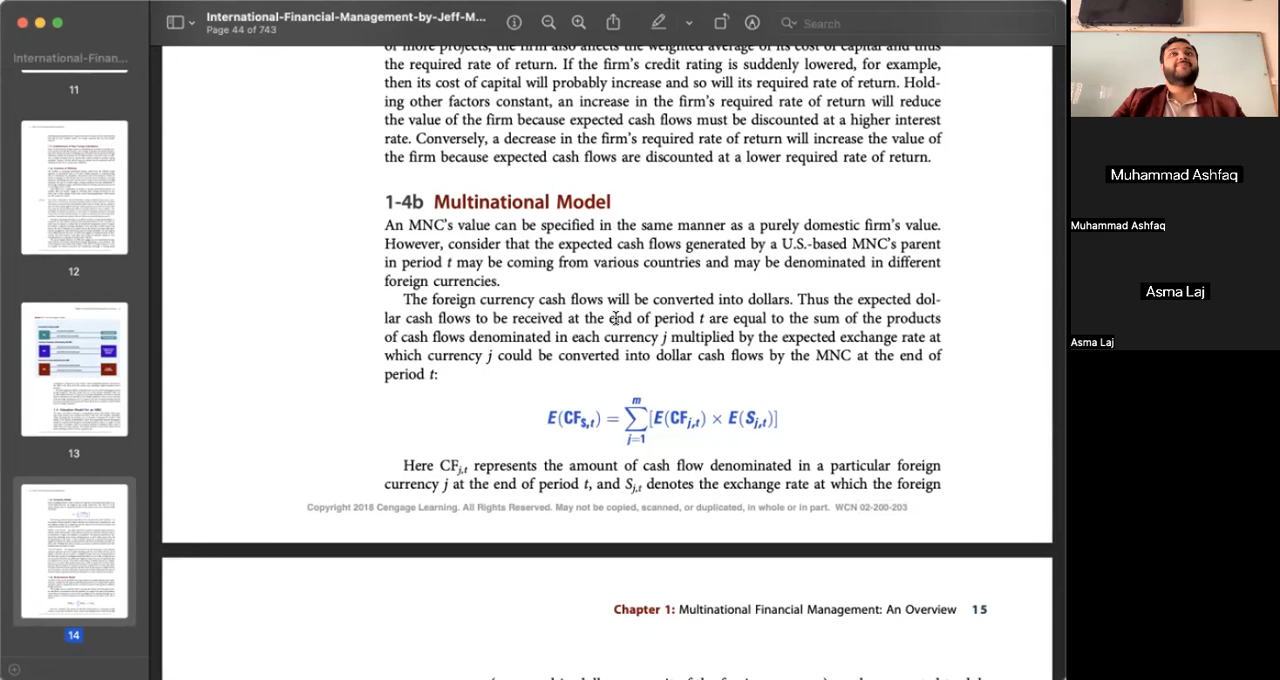 International-Financial-Management-by-Jeff-M...
Page 44 of 743
Search
International-Finan...
11
12
13
14
of more projects, the firm also affects the weighted average of its cost of capital and thus
the required rate of return. If the firm's credit rating is suddenly lowered, for example,
then its cost of capital will probably increase and so will its required rate of return. Hold-
ing other factors constant, an increase in the firm's required rate of return will reduce
the value of the firm because expected cash flows must be discounted at a higher interest
rate. Conversely, a decrease in the firm's required rate of return will increase the value of
the firm because expected cash flows are discounted at a lower required rate of return.
1-4b Multinational Model
An MNC's value can be specified in the same manner as a purely domestic firm's value.
However, consider that the expected cash flows generated by a U.S.-based MNC's parent
in period t may be coming from various countries and may be denominated in different
foreign currencies.
The foreign currency cash flows will be converted into dollars. Thus the expected dol-
lar cash flows to be received at the end of period t are equal to the sum of the products
of cash flows denominated in each currency j multiplied by the expected exchange rate at
which currency j could be converted into dollar cash flows by the MNC at the end of
period t:
E(CF$,t) = ∑[E(CFj,t) × E(Sj,t)]
m
j=1
Here CFj,t represents the amount of cash flow denominated in a particular foreign
currency j at the end of period t, and Sj,t denotes the exchange rate at which the foreign
Copyright 2018 Cengage Learning. All Rights Reserved. May not be copied, scanned, or duplicated, in whole or in part. WCN 02-200-203
Chapter 1: Multinational Financial Management: An Overview 15
Muhammad Ashfaq
Muhammad Ashfaq
Asma Laj
Asma Laj